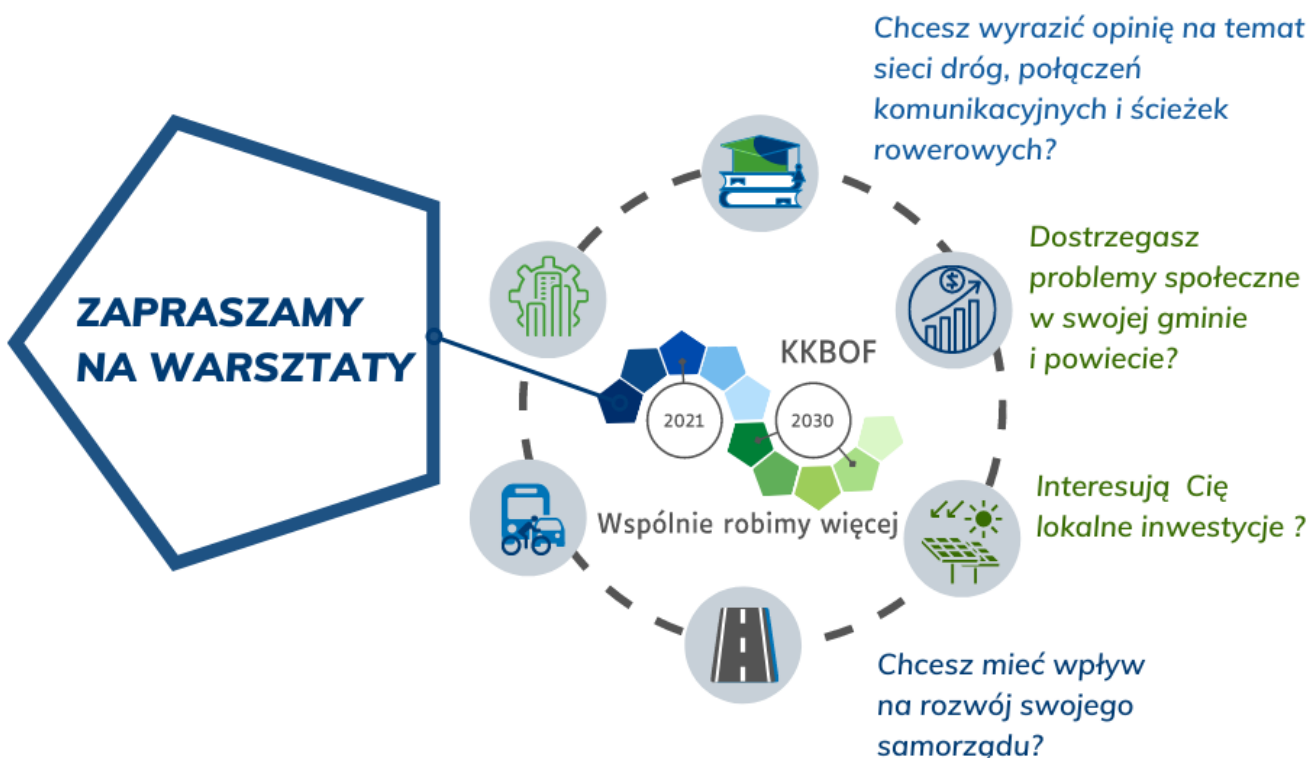 Chcesz wyrazić opinię na temat
sieci dróg, połączeń
komunikacyjnych i ścieżek
rowerowych?
Dostrzegasz
problemy społeczne
w swojej gminie
i powiecie?
ZAPRASZAMY
NA WARSZTATY
$
KKBOF
2021
2030
Wspólnie robimy więcej
Interesują Cię
lokalne inwestycje ?
Chcesz mieć wpływ
na rozwój swojego
samorządu?